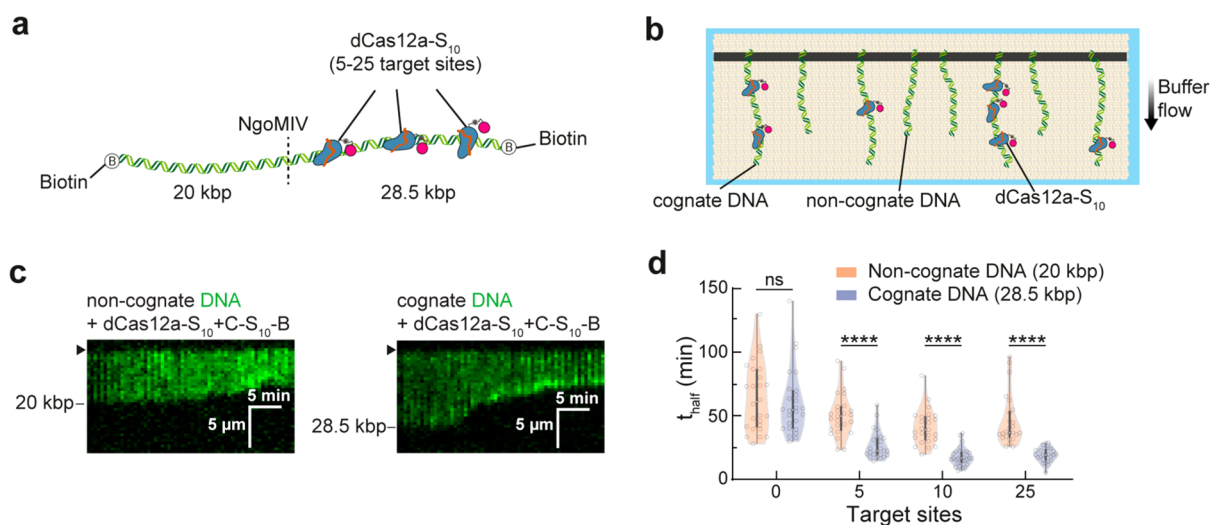 a
dCas12a-S₁₀
(5-25 target sites)
NgoMIV
B
Biotin
B
Biotin
20 kbp
28.5 kbp
b
Buffer
flow
cognate DNA
non-cognate DNA
dCas12a-S₁₀
c
non-cognate DNA
+ dCas12a-S₁₀+C-S₁₀-B
20 kbp
5 min
5 µm
cognate DNA
+ dCas12a-S₁₀+C-S₁₀-B
28.5 kbp
5 min
5 µm
d
Non-cognate DNA (20 kbp)
Cognate DNA (28.5 kbp)
ns
****
****
****
t_half (min)
150
100
50
0
0
5
10
25
Target sites